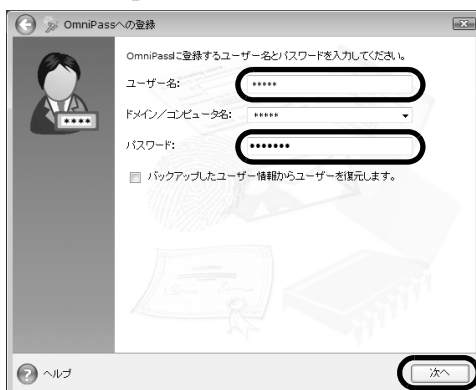 OmniPassへの登録
OmniPassに登録するユーザー名とパスワードを入力してください。
ユーザー名:
*****
ドメイン／コンピュータ名:
*****
パスワード:
•••••••
バックアップしたユーザー情報からユーザーを復元します。
****
ヘルプ
次へ